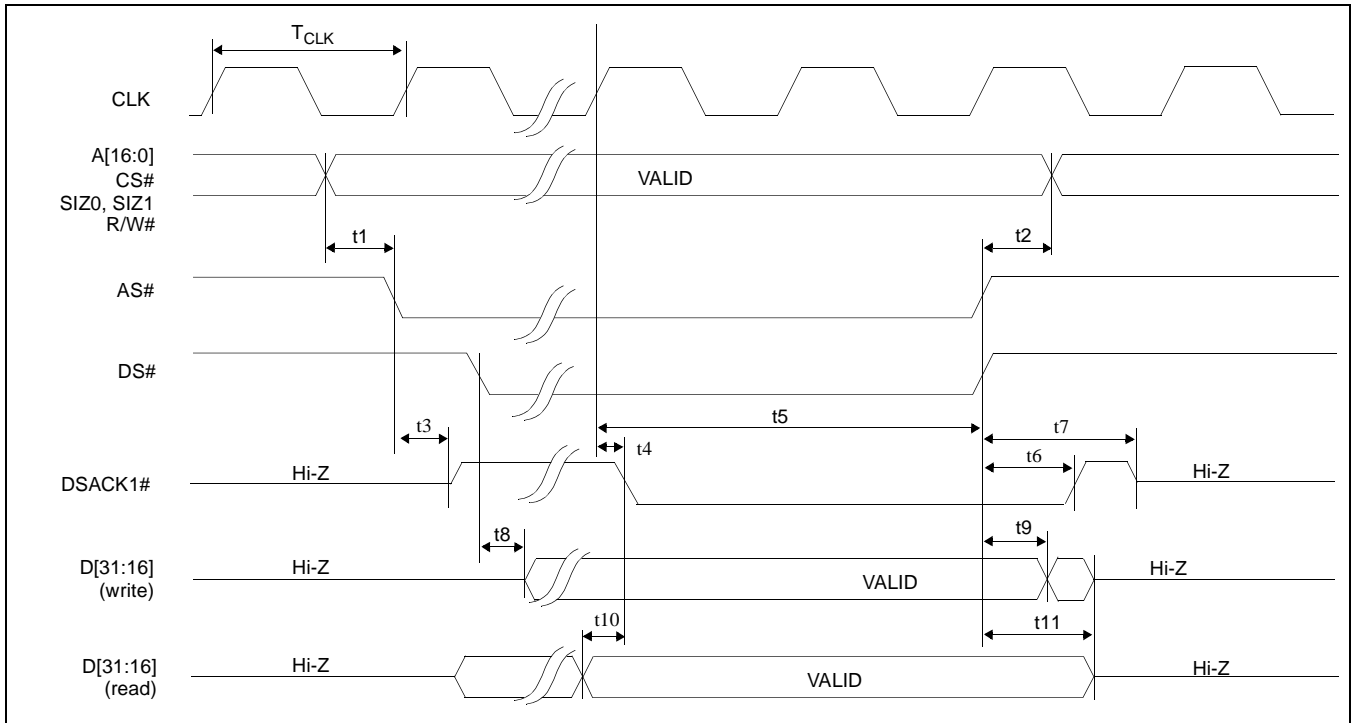 TCLK
CLK
A[16:0]
CS#
SIZ0, SIZ1
R/W#
VALID
t1
t2
AS#
DS#
t3
t4
t5
t6
t7
DSACK1#
Hi-Z
Hi-Z
t8
t9
D[31:16]
(write)
Hi-Z
VALID
Hi-Z
t10
t11
D[31:16]
(read)
Hi-Z
VALID
Hi-Z